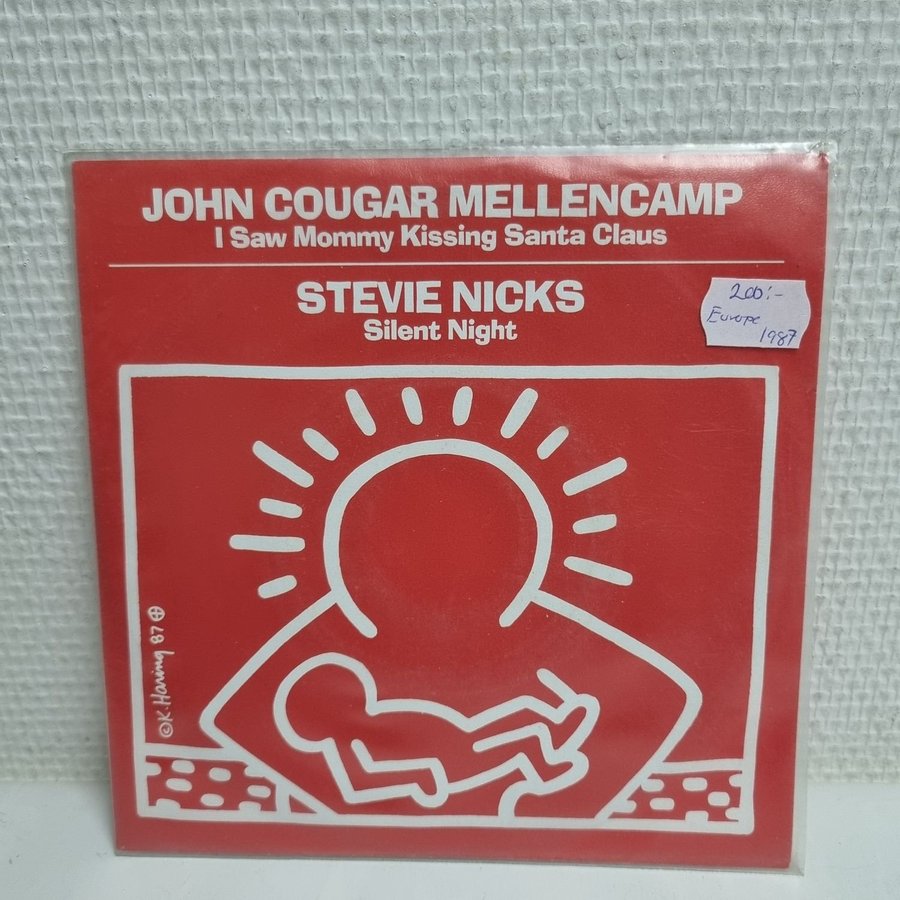 JOHN COUGAR MELLENCAMP
I Saw Mommy Kissing Santa Claus
STEVIE NICKS
Silent Night
200:-
Europe
1987
©K.Haring 87